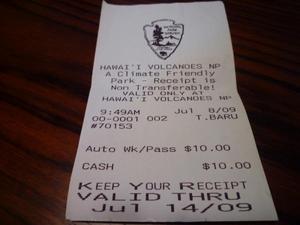 HAWAI'I VOLCANOES NP
A Climate Friendly
Park - Receipt is
Non Transferable!
VALID ONLY AT
HAWAI'I VOLCANOES NP
9:49AM Jul 8/09
00-0001 002 T.BARU
#70153
Auto Wk/Pass $10.00
CASH $10.00
KEEP YOUR RECEIPT
VALID THRU
Jul 14/09